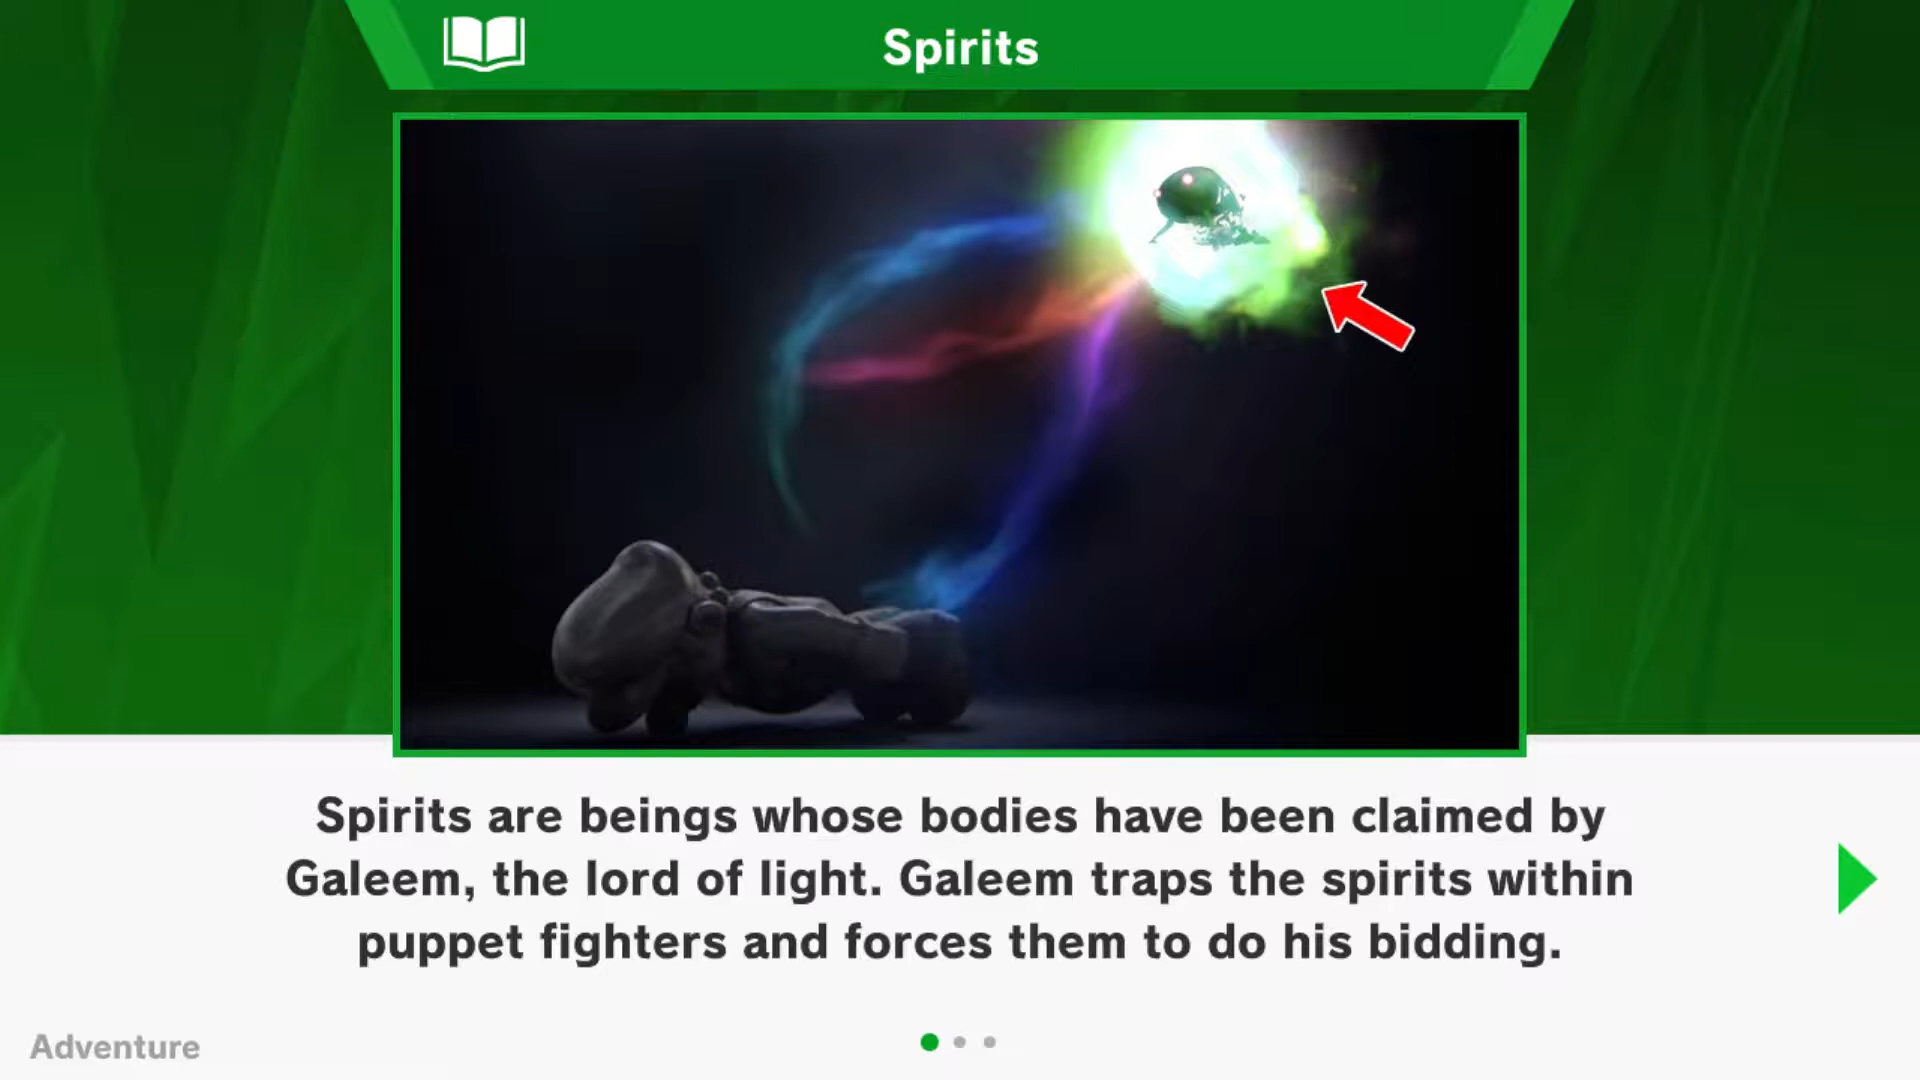 Spirits
Spirits are beings whose bodies have been claimed by
Galeem, the lord of light. Galeem traps the spirits within
puppet fighters and forces them to do his bidding.
Adventure